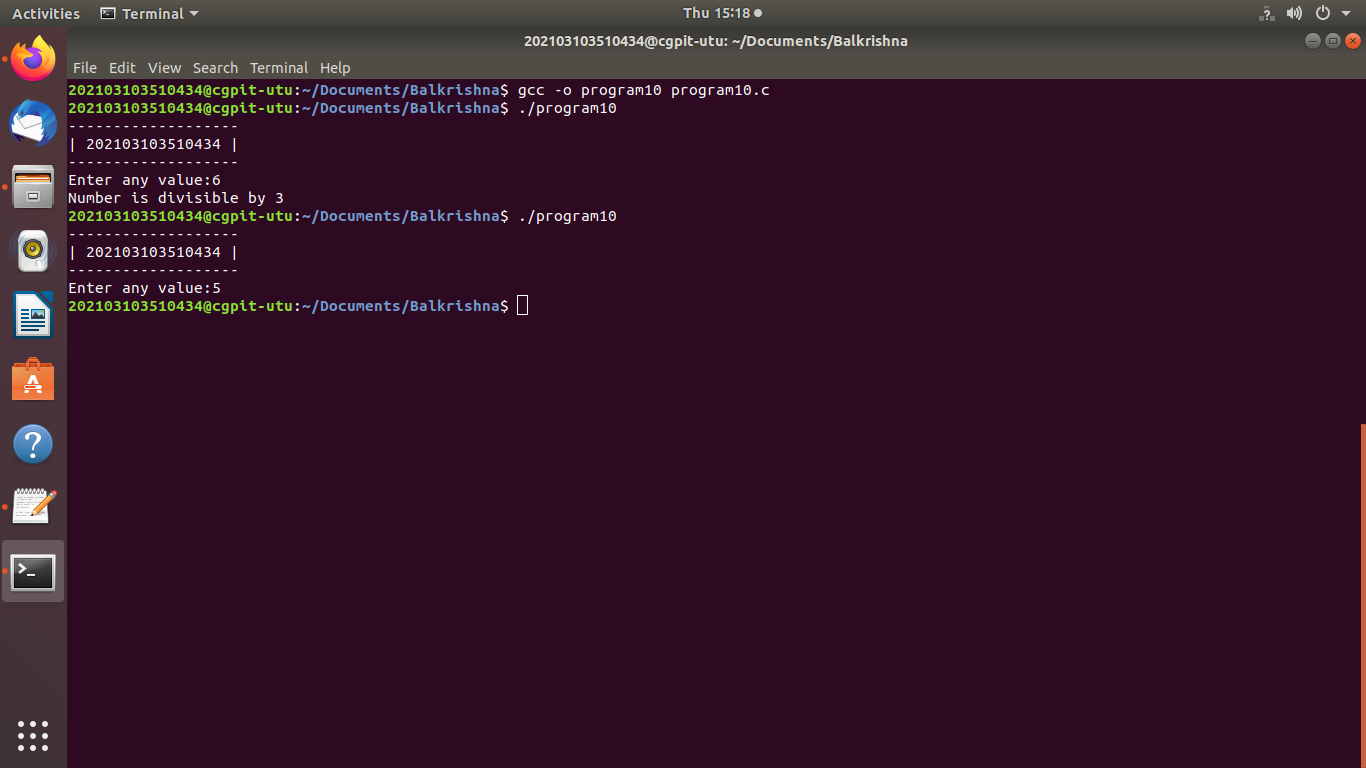 Activities Terminal Thu 15:18
202103103510434@cgpit-utu: ~/Documents/Balkrishna
File Edit View Search Terminal Help
202103103510434@cgpit-utu:~/Documents/Balkrishna$ gcc -o program10 program10.c
202103103510434@cgpit-utu:~/Documents/Balkrishna$ ./program10
-------------------
| 202103103510434 |
-------------------
Enter any value:6
Number is divisible by 3
202103103510434@cgpit-utu:~/Documents/Balkrishna$ ./program10
-------------------
| 202103103510434 |
-------------------
Enter any value:5
202103103510434@cgpit-utu:~/Documents/Balkrishna$